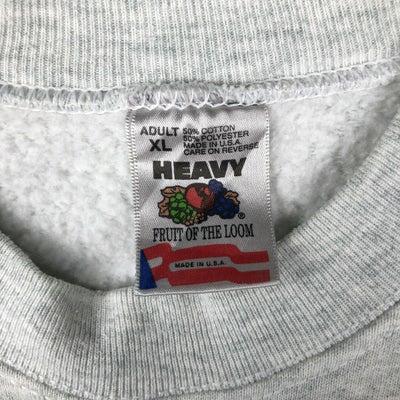 ADULT
XL
50% COTTON
50% POLYESTER
MADE IN U.S.A.
CARE ON REVERSE
HEAVY
®
FRUIT OF THE LOOM
MADE IN U.S.A.